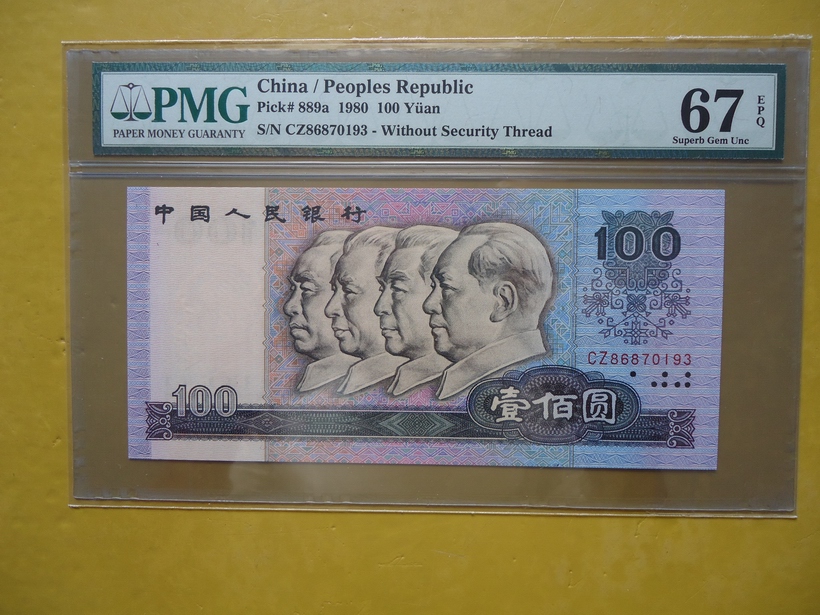 PMG
PAPER MONEY GUARANTY
China / Peoples Republic
Pick# 889a 1980 100 Yüan
S/N CZ86870193 - Without Security Thread
67 EPQ
Superb Gem Unc
中国人民银行
100
CZ86870193
100
壹佰圆